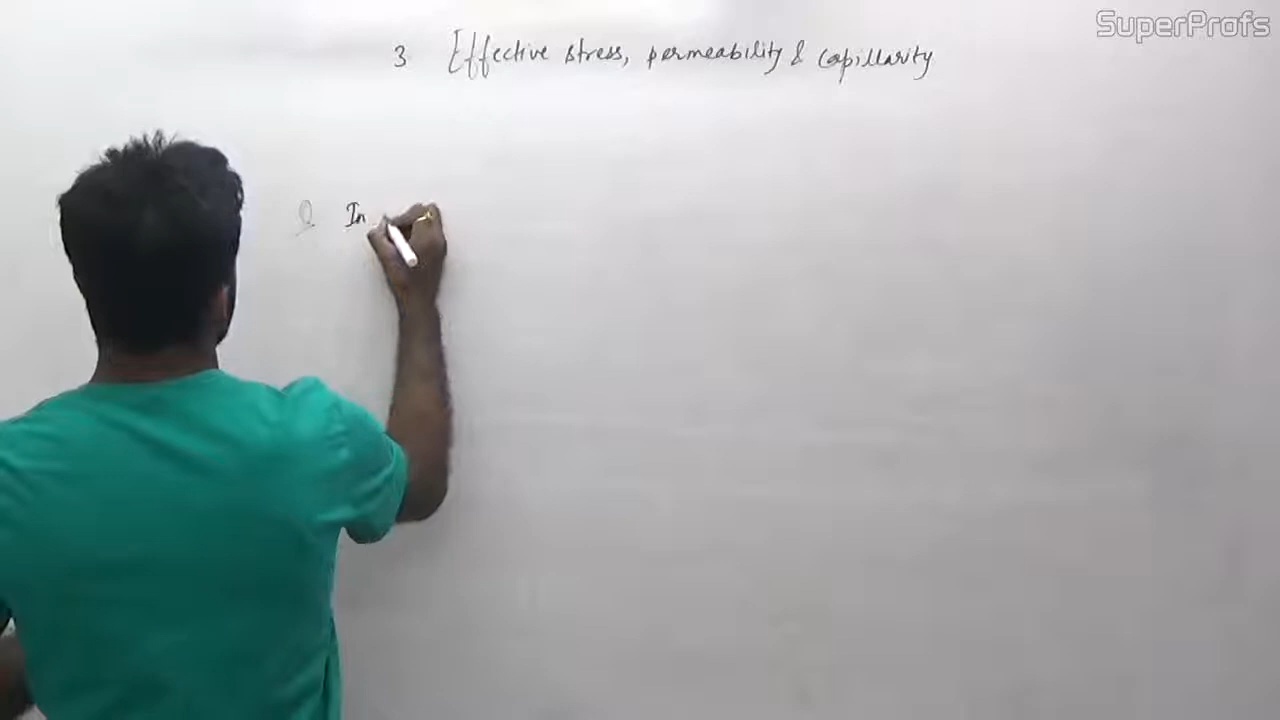 SuperProfs
3 Effective stress, permeability & capillarity
Q In